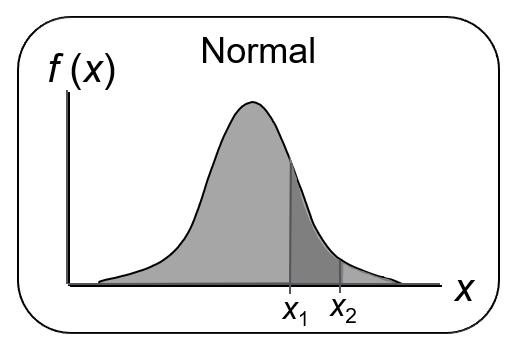 Normal
f (x)
x
x₁
x₂